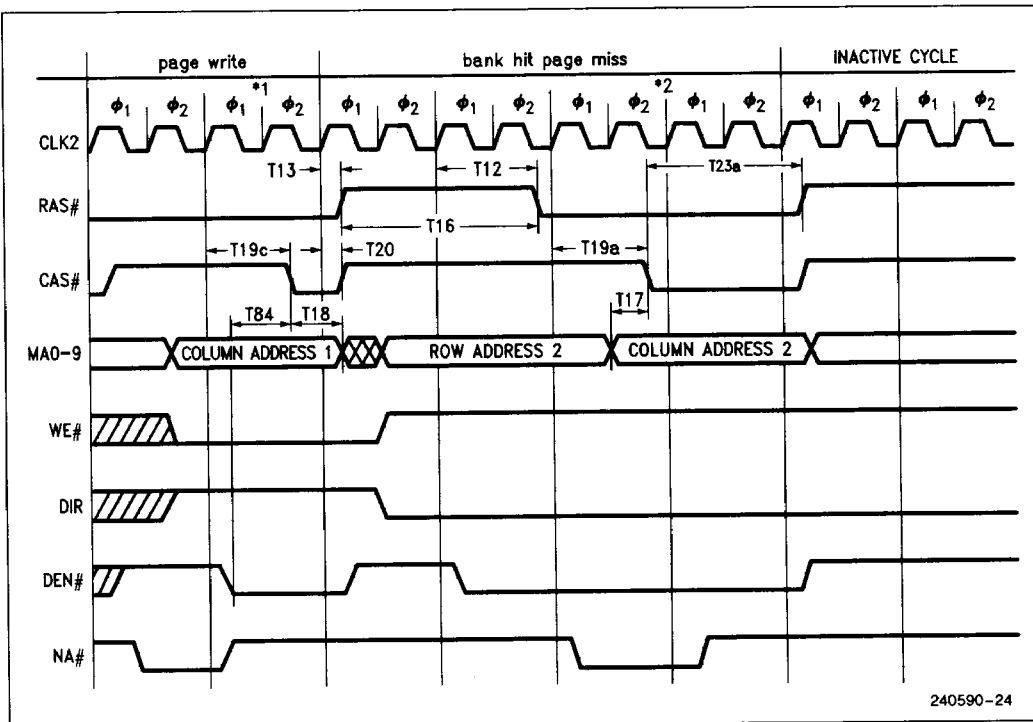 page write bank hit page miss INACTIVE CYCLE
*1 *2
ϕ1 ϕ2 ϕ1 ϕ2 ϕ1 ϕ2 ϕ1 ϕ2 ϕ1 ϕ2 ϕ1 ϕ2 ϕ1 ϕ2 ϕ1 ϕ2
CLK2
T13 T12 T23a
RAS#
T16
T19c T20 T19a
CAS#
T84 T18 T17
MA0-9 COLUMN ADDRESS 1 ROW ADDRESS 2 COLUMN ADDRESS 2
WE#
DIR
DEN#
NA#
240590-24